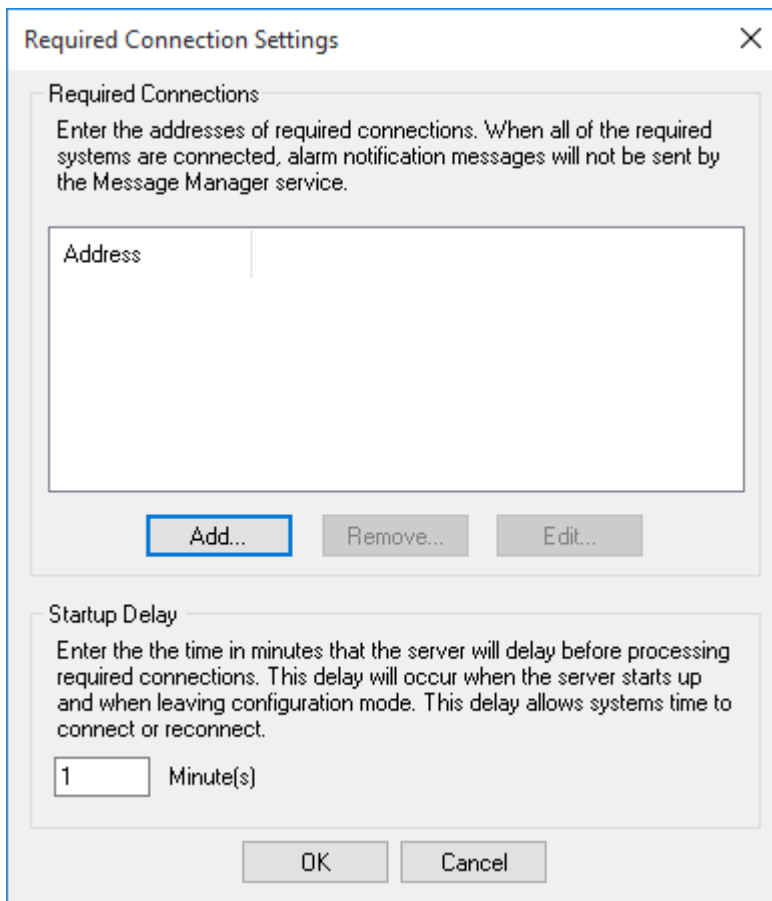 Required Connection Settings
Required Connections
Enter the addresses of required connections. When all of the required
systems are connected, alarm notification messages will not be sent by
the Message Manager service.
Address
Add...
Remove...
Edit...
Startup Delay
Enter the the time in minutes that the server will delay before processing
required connections. This delay will occur when the server starts up
and when leaving configuration mode. This delay allows systems time to
connect or reconnect.
1 Minute(s)
OK
Cancel